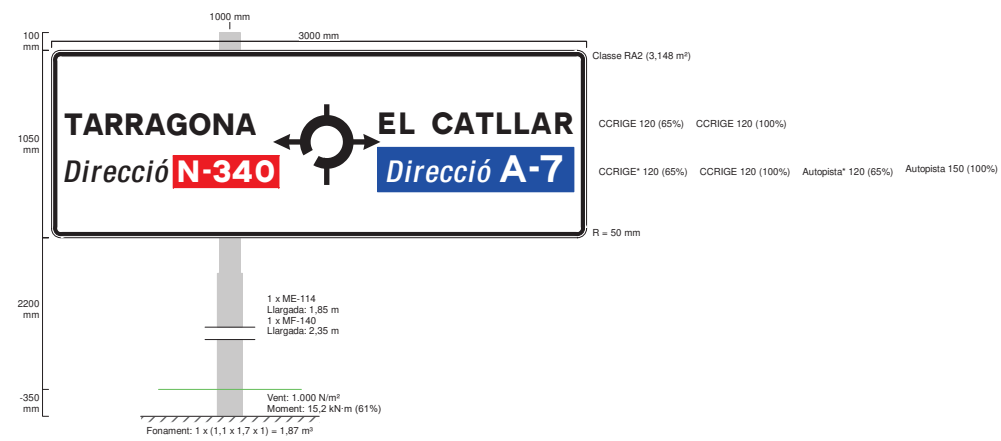 1000 mm
100
mm
3000 mm
Classe RA2 (3,148 m²)
1050
mm
TARRAGONA
EL CATLLAR
CCRIGE 120 (65%) CCRIGE 120 (100%)
Direcció N-340
Direcció A-7
CCRIGE* 120 (65%) CCRIGE 120 (100%) Autopista* 120 (65%) Autopista 150 (100%)
R = 50 mm
2200
mm
1 x ME-114
Llargada: 1,85 m
1 x MF-140
Llargada: 2,35 m
-350
mm
Vent: 1.000 N/m²
Moment: 15,2 kN·m (61%)
Fonament: 1 x (1,1 x 1,7 x 1) = 1,87 m³